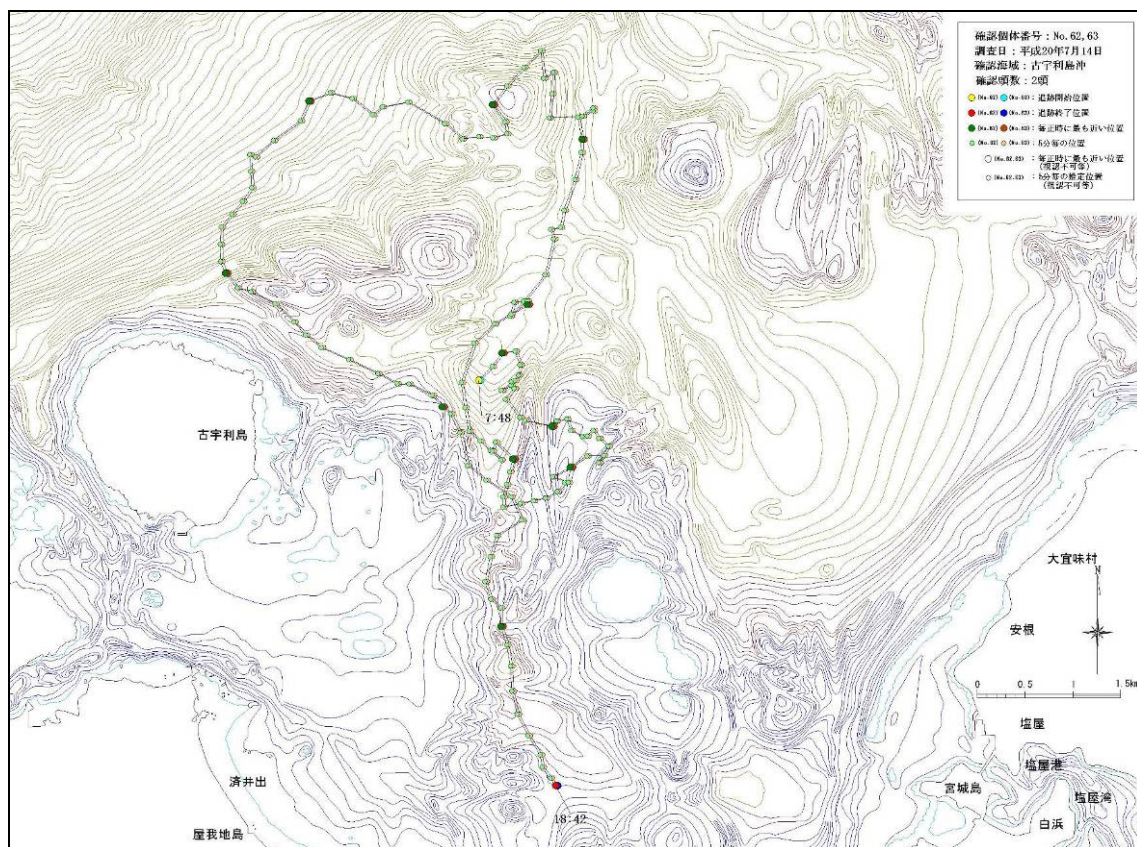 確認個体番号：No.62,63
調査日：平成20年7月14日
確認海域：古宇利島沖
確認頭数：2頭
(No.62) (No.63)：追跡開始位置
(No.62) (No.63)：追跡終了位置
(No.62) (No.63)：毎正時に最も近い位置
(No.62) (No.63)：5分毎の位置
(No.62.63)：毎正時に最も近い位置
(視認不可等)
(No.62.63)：5分毎の推定位置
(視認不可等)
7:48
古宇利島
大宜味村
N
安根
0 0.5 1 1.5km
塩屋
塩屋港
済井出
宮城島
塩屋湾
18:42
白浜
屋我地島